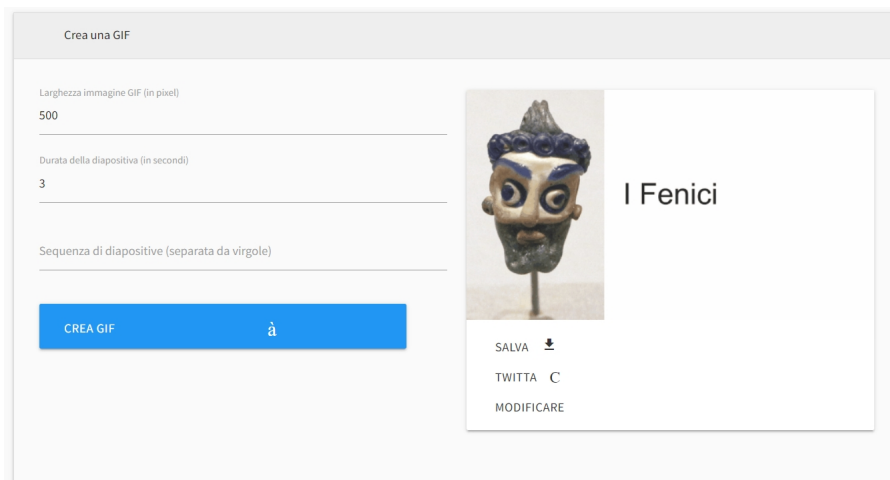 Crea una GIF
Larghezza immagine GIF (in pixel)
500
Durata della diapositiva (in secondi)
3
Sequenza di diapositive (separata da virgole)
CREA GIF à
I Fenici
SALVA
TWITTA C
MODIFICARE